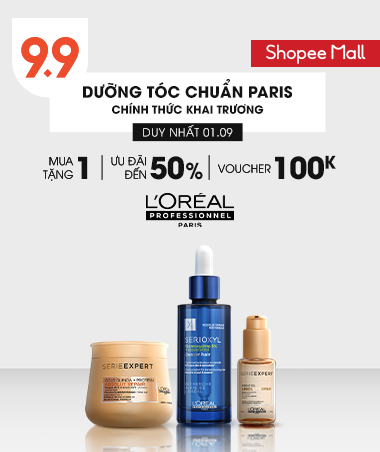 9.9
Shopee Mall
DƯỠNG TÓC CHUẨN PARIS
CHÍNH THỨC KHAI TRƯƠNG
DUY NHẤT 01.09
MUA 1 TẶNG
ƯU ĐÃI ĐẾN 50%
VOUCHER 100K
L'ORÉAL
PROFESSIONNEL
PARIS
SERIE EXPERT
SERIOXYL
SERIE EXPERT